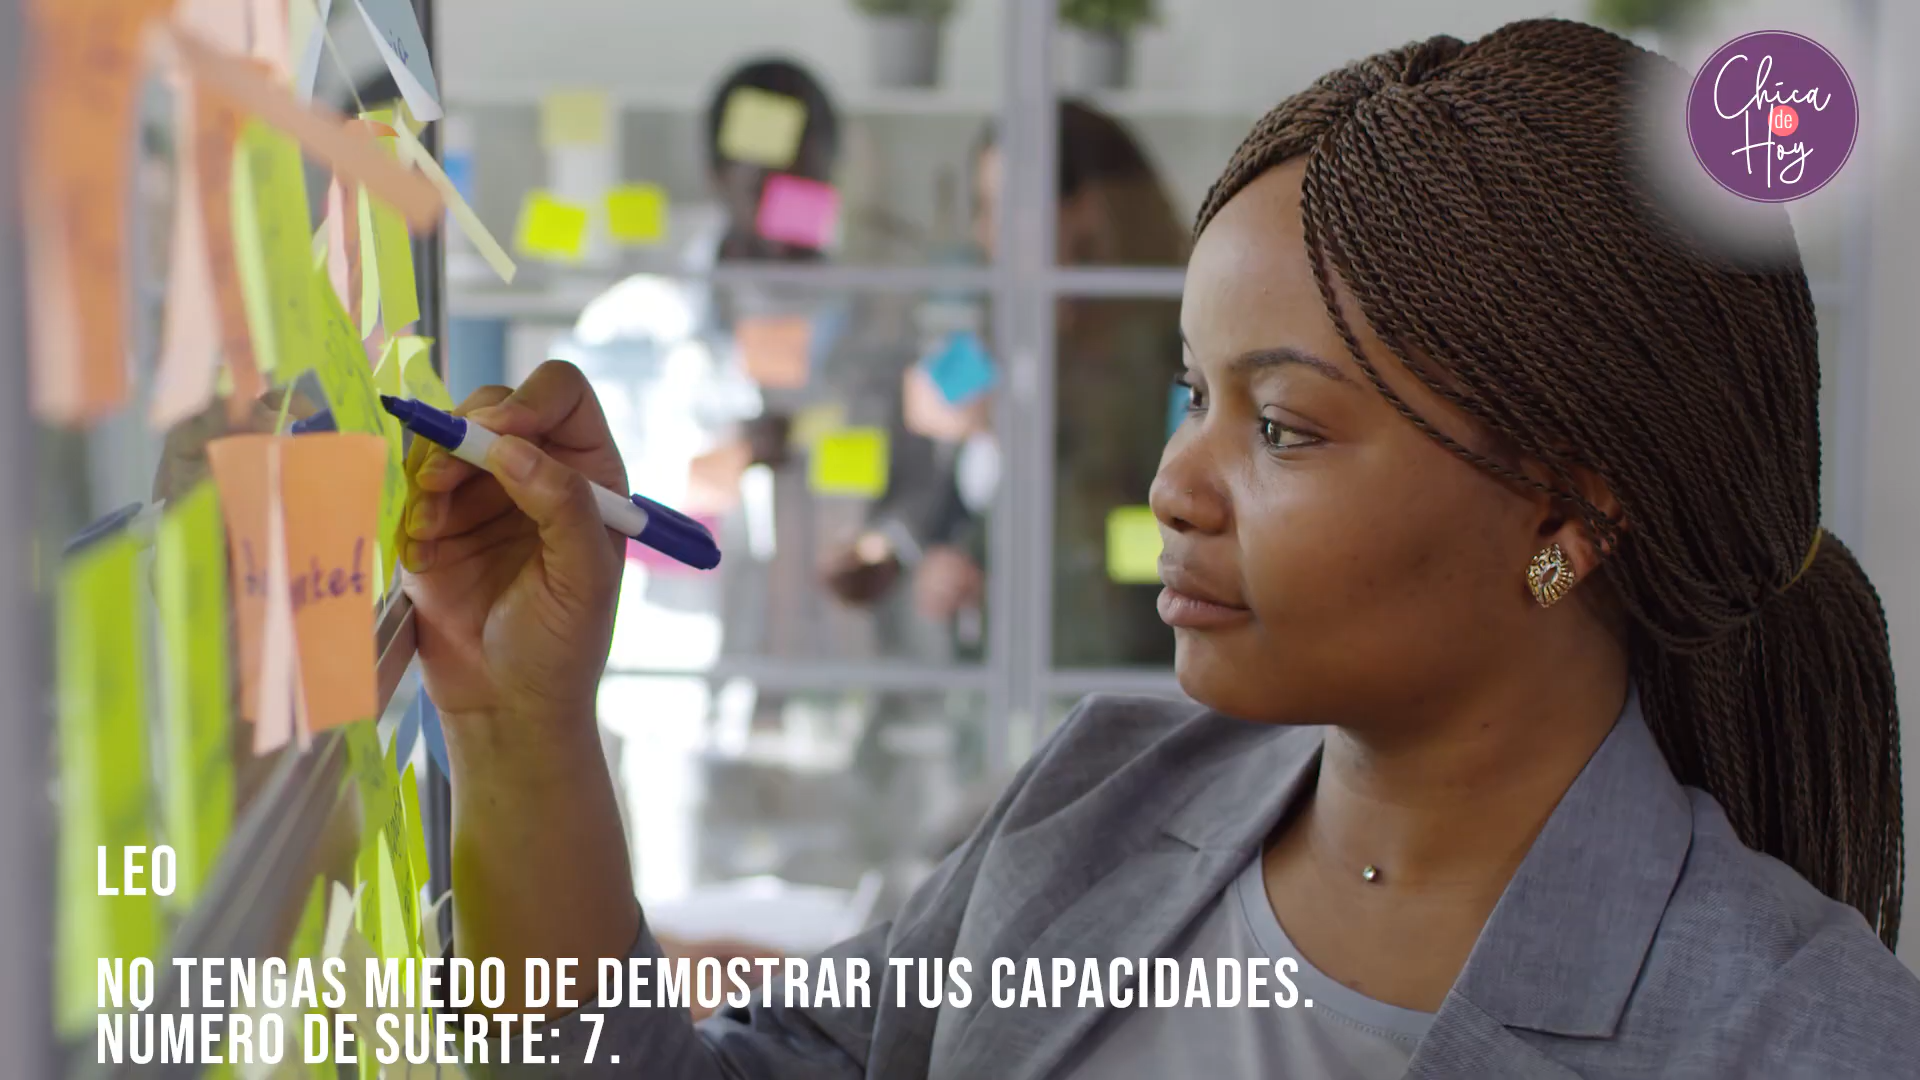 Chica
de
Hoy
LEO
NO TENGAS MIEDO DE DEMOSTRAR TUS CAPACIDADES.
NÚMERO DE SUERTE: 7.